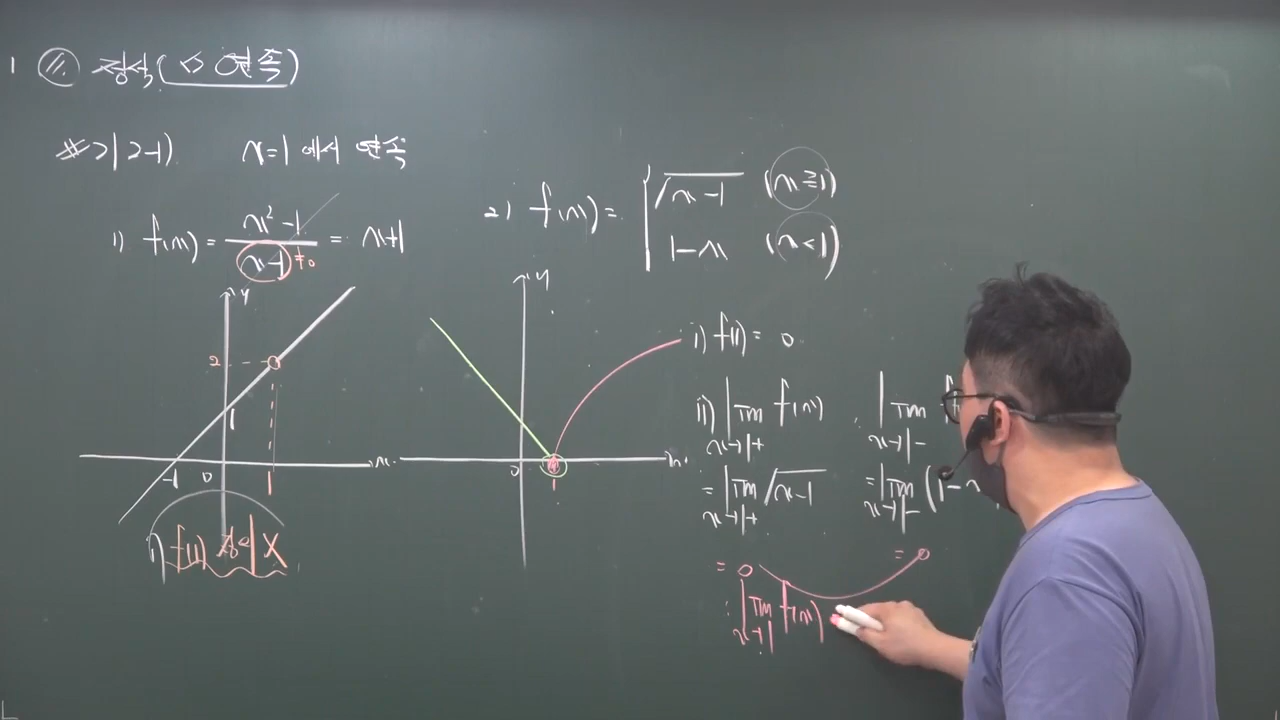 1 ⑪ 정석( 5 연속)
#기 2-1) x=1 에서 연속
1) f(x) = x²-1 / x-1 ≠0 = x+1
2) f(x) = { √x-1 (x≥1)
1-x (x<1)
y
2
1
-1 0 1 x
y
0 1 x
i) f(1) 정의 X
i) f(1) = 0
ii) lim x→1+ f(x) lim x→1- f
= lim x→1+ √x-1 = lim x→1- (1-x
= 0 = 0
∴ lim x→1 f(x)